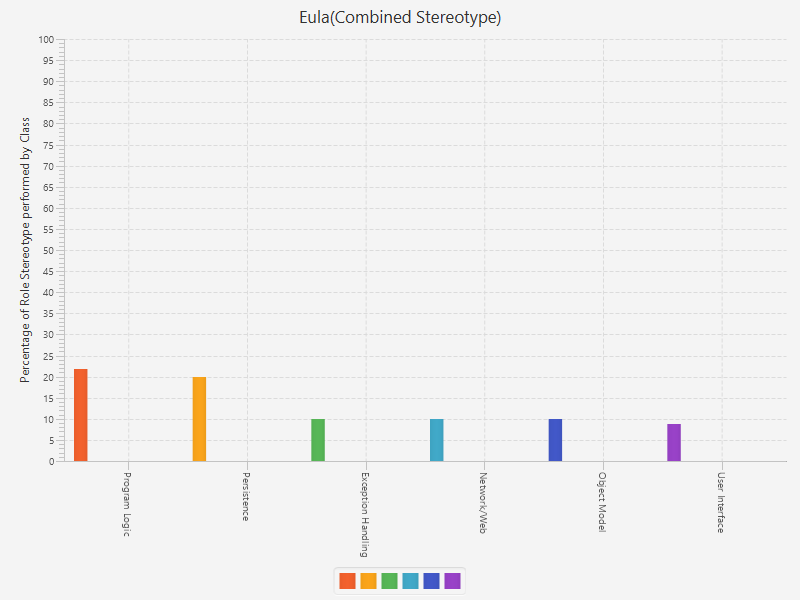 Eula(Combined Stereotype)
Percentage of Role Stereotype performed by Class
100
95
90
85
80
75
70
65
60
55
50
45
40
35
30
25
20
15
10
5
0
Program Logic
Persistence
Exception Handling
Network/Web
Object Model
User Interface